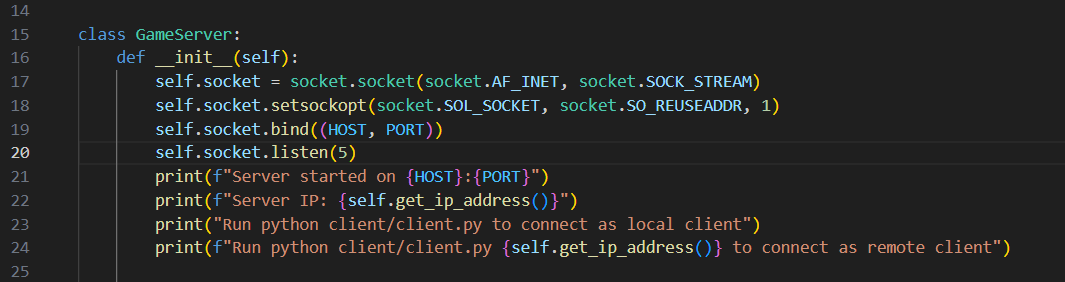 14
15 class GameServer:
16 def __init__(self):
17 self.socket = socket.socket(socket.AF_INET, socket.SOCK_STREAM)
18 self.socket.setsockopt(socket.SOL_SOCKET, socket.SO_REUSEADDR, 1)
19 self.socket.bind((HOST, PORT))
20 self.socket.listen(5)
21 print(f"Server started on {HOST}:{PORT}")
22 print(f"Server IP: {self.get_ip_address()}")
23 print("Run python client/client.py to connect as local client")
24 print(f"Run python client/client.py {self.get_ip_address()} to connect as remote client")
25